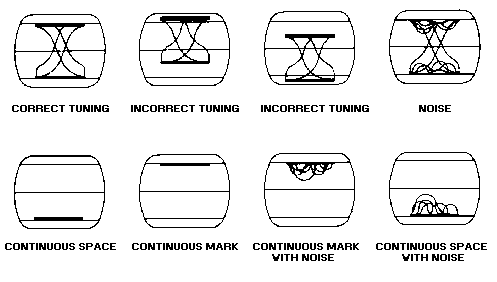 CORRECT TUNING
INCORRECT TUNING
INCORRECT TUNING
NOISE
CONTINUOUS SPACE
CONTINUOUS MARK
CONTINUOUS MARK
WITH NOISE
CONTINUOUS SPACE
WITH NOISE